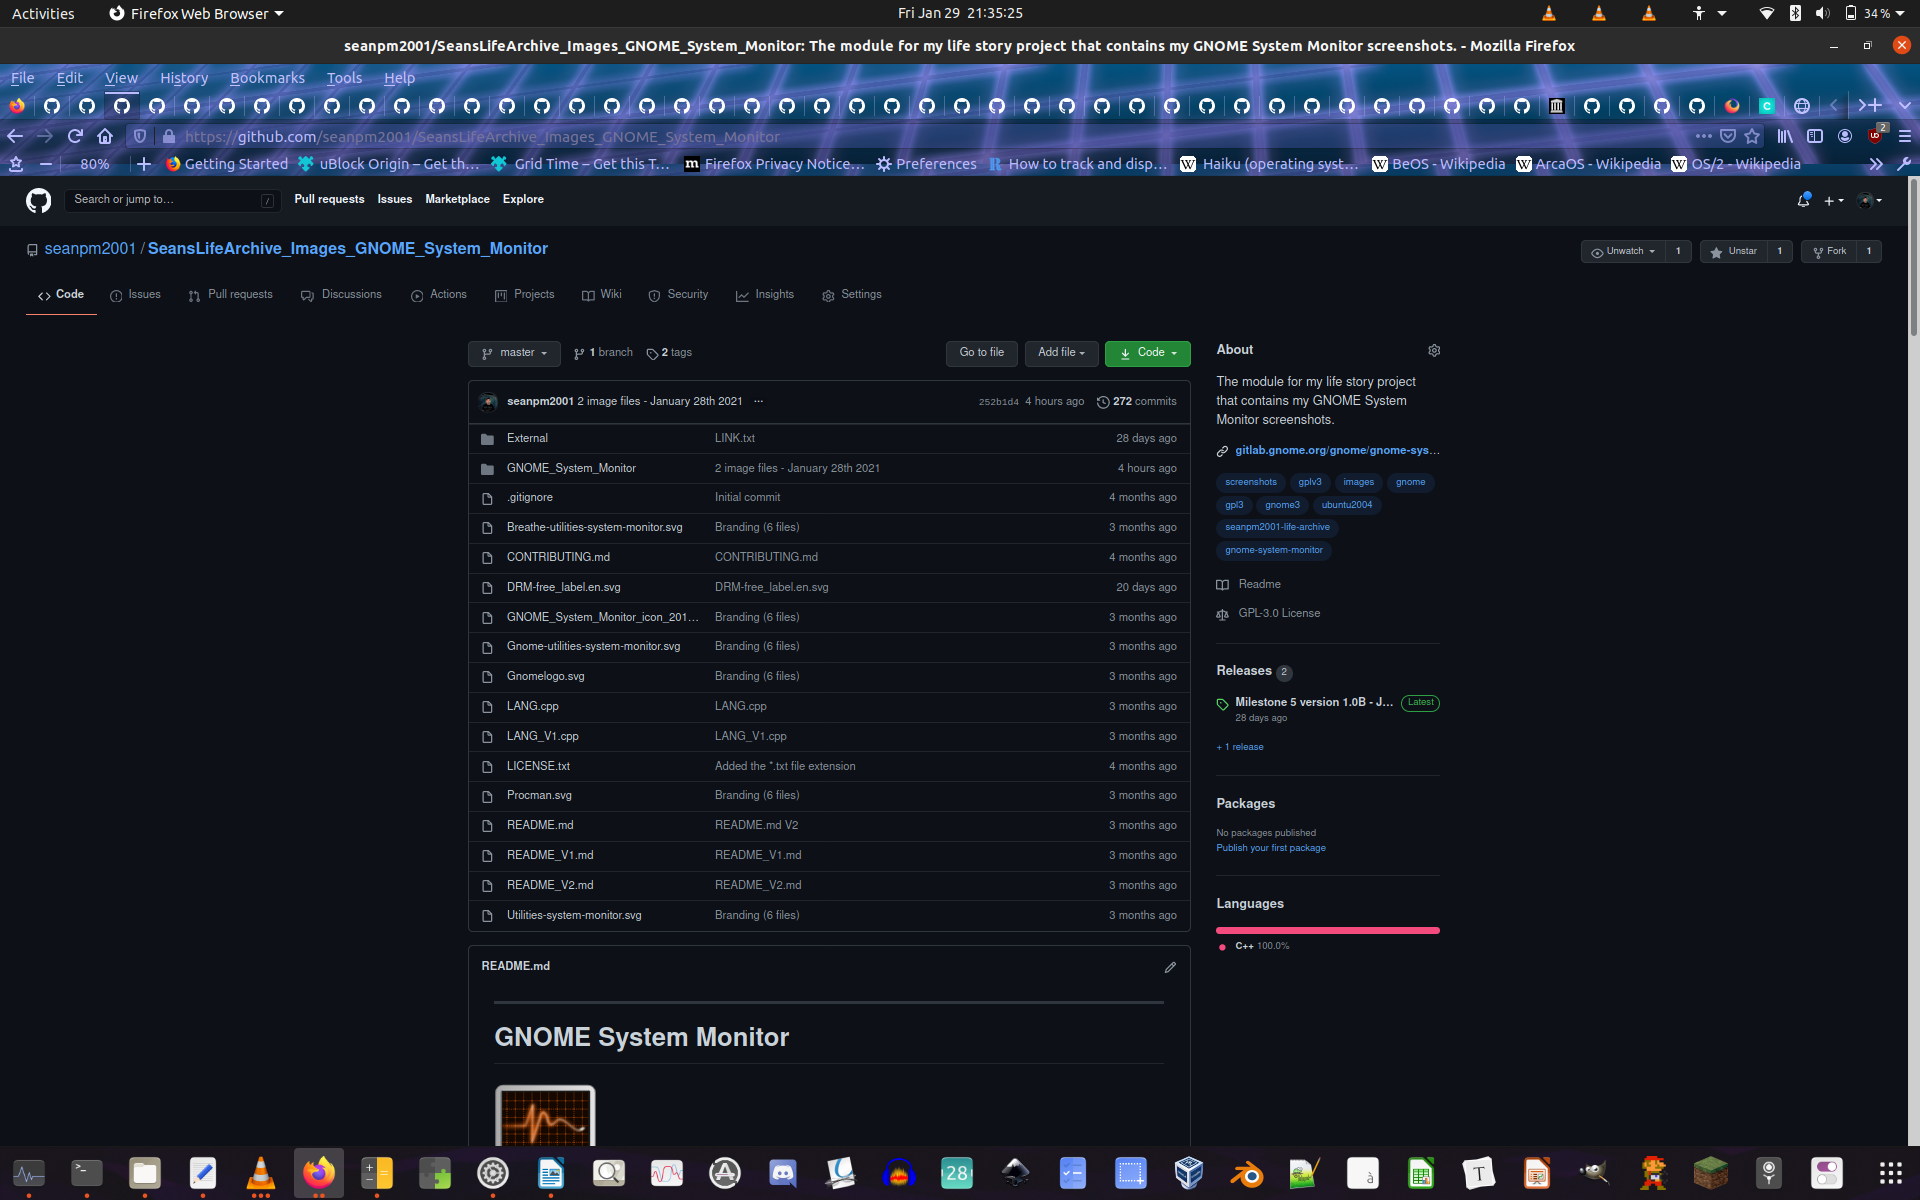 Activities Firefox Web Browser Fri Jan 29 21:35:25 34 %
seanpm2001/SeansLifeArchive_Images_GNOME_System_Monitor: The module for my life story project that contains my GNOME System Monitor screenshots. - Mozilla Firefox
File Edit View History Bookmarks Tools Help
https://github.com/seanpm2001/SeansLifeArchive_Images_GNOME_System_Monitor 2
80% Getting Started uBlock Origin – Get th… Grid Time – Get this T… Firefox Privacy Notice… Preferences How to track and disp… Haiku (operating syst… BeOS - Wikipedia ArcaOS - Wikipedia OS/2 - Wikipedia
Search or jump to… / Pull requests Issues Marketplace Explore
seanpm2001 / SeansLifeArchive_Images_GNOME_System_Monitor Unwatch 1 Unstar 1 Fork 1
Code Issues Pull requests Discussions Actions Projects Wiki Security Insights Settings
master 1 branch 2 tags Go to file Add file Code
seanpm2001 2 image files - January 28th 2021 ... 252b1d4 4 hours ago 272 commits
External LINK.txt 28 days ago
GNOME_System_Monitor 2 image files - January 28th 2021 4 hours ago
.gitignore Initial commit 4 months ago
Breathe-utilities-system-monitor.svg Branding (6 files) 3 months ago
CONTRIBUTING.md CONTRIBUTING.md 4 months ago
DRM-free_label.en.svg DRM-free_label.en.svg 20 days ago
GNOME_System_Monitor_icon_201… Branding (6 files) 3 months ago
Gnome-utilities-system-monitor.svg Branding (6 files) 3 months ago
Gnomelogo.svg Branding (6 files) 3 months ago
LANG.cpp LANG.cpp 3 months ago
LANG_V1.cpp LANG_V1.cpp 3 months ago
LICENSE.txt Added the *.txt file extension 4 months ago
Procman.svg Branding (6 files) 3 months ago
README.md README.md V2 3 months ago
README_V1.md README_V1.md 3 months ago
README_V2.md README_V2.md 3 months ago
Utilities-system-monitor.svg Branding (6 files) 3 months ago
README.md
GNOME System Monitor
About
The module for my life story project
that contains my GNOME System
Monitor screenshots.
gitlab.gnome.org/gnome/gnome-sys…
screenshots gplv3 images gnome
gpl3 gnome3 ubuntu2004
seanpm2001-life-archive
gnome-system-monitor
Readme
GPL-3.0 License
Releases 2
Milestone 5 version 1.0B - J… Latest
28 days ago
+ 1 release
Packages
No packages published
Publish your first package
Languages
C++ 100.0%
28